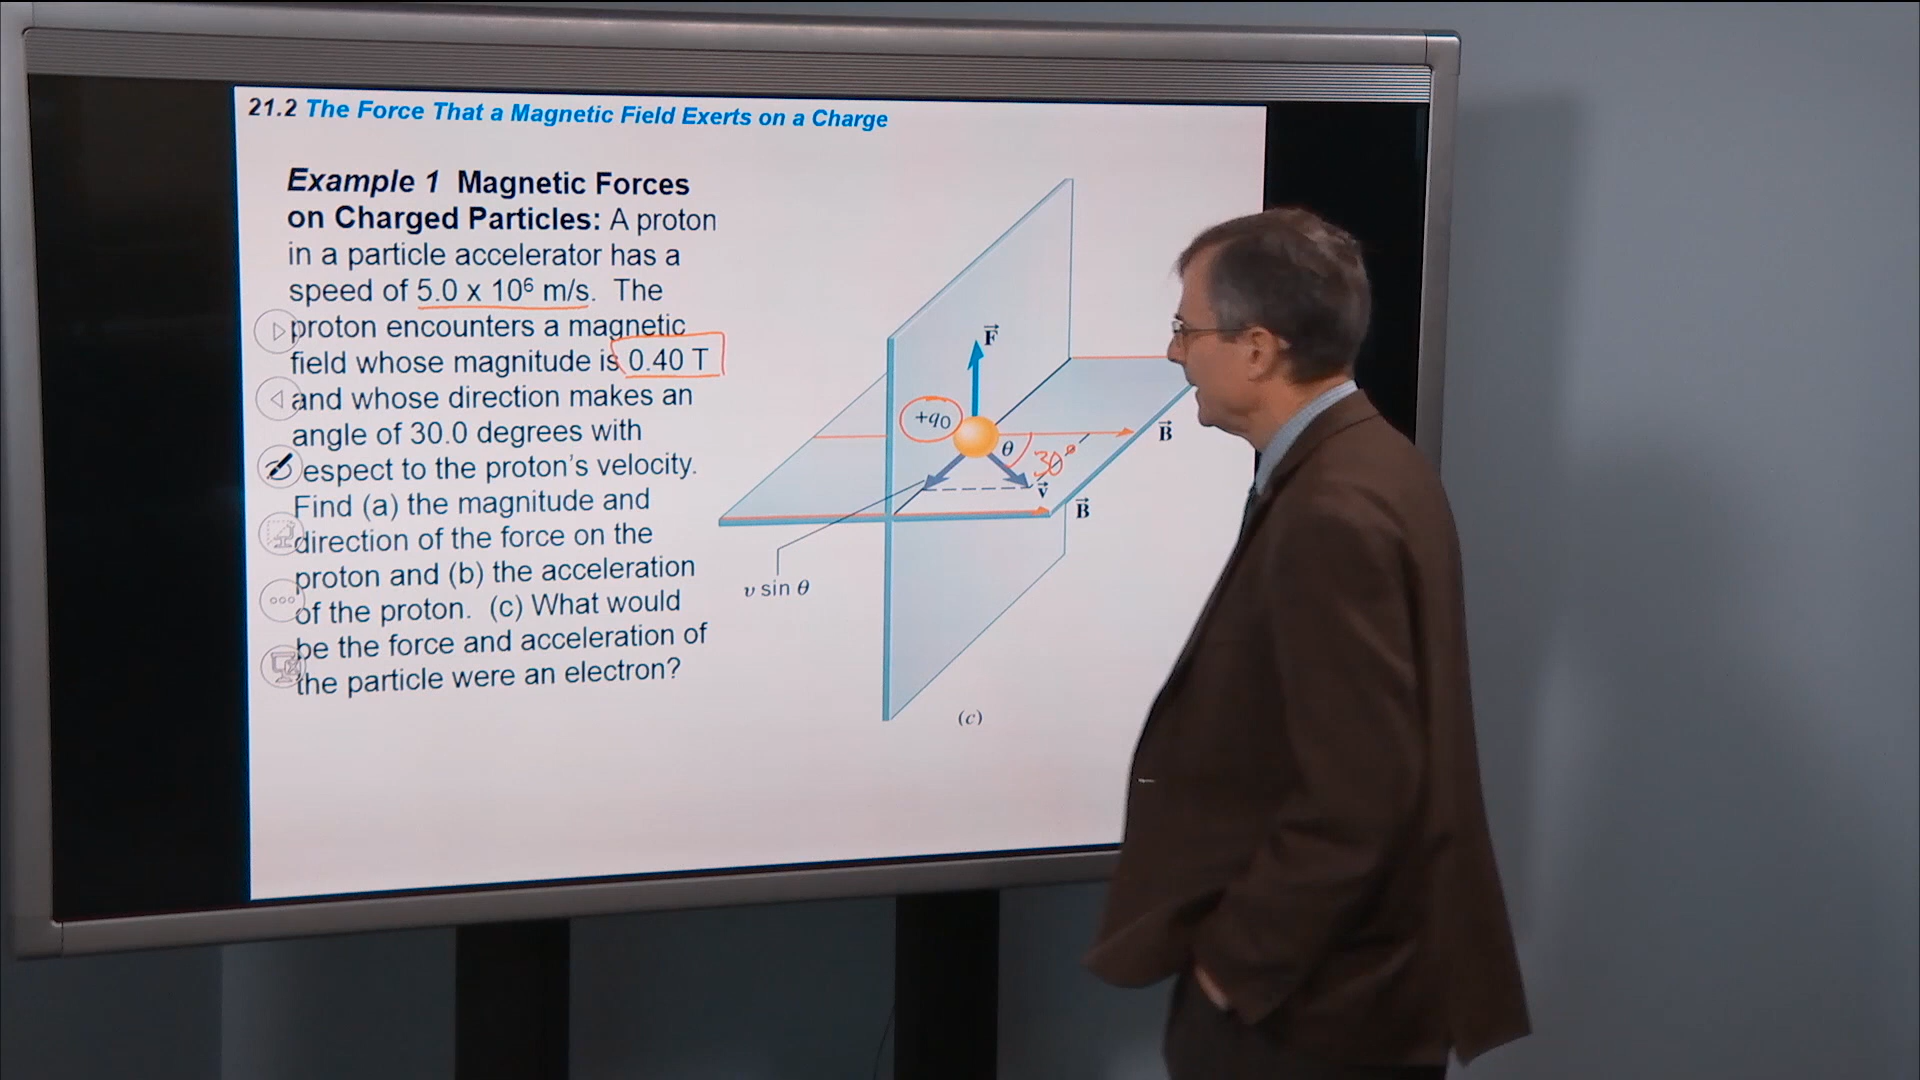 21.2 The Force That a Magnetic Field Exerts on a Charge
Example 1 Magnetic Forces
on Charged Particles: A proton
in a particle accelerator has a
speed of 5.0 x 10⁶ m/s. The
proton encounters a magnetic
field whose magnitude is 0.40 T
and whose direction makes an
angle of 30.0 degrees with
espect to the proton's velocity.
Find (a) the magnitude and
direction of the force on the
proton and (b) the acceleration
of the proton. (c) What would
be the force and acceleration of
the particle were an electron?
F⃗
+q₀
θ
30°
B⃗
v⃗
B⃗
υ sin θ
(c)